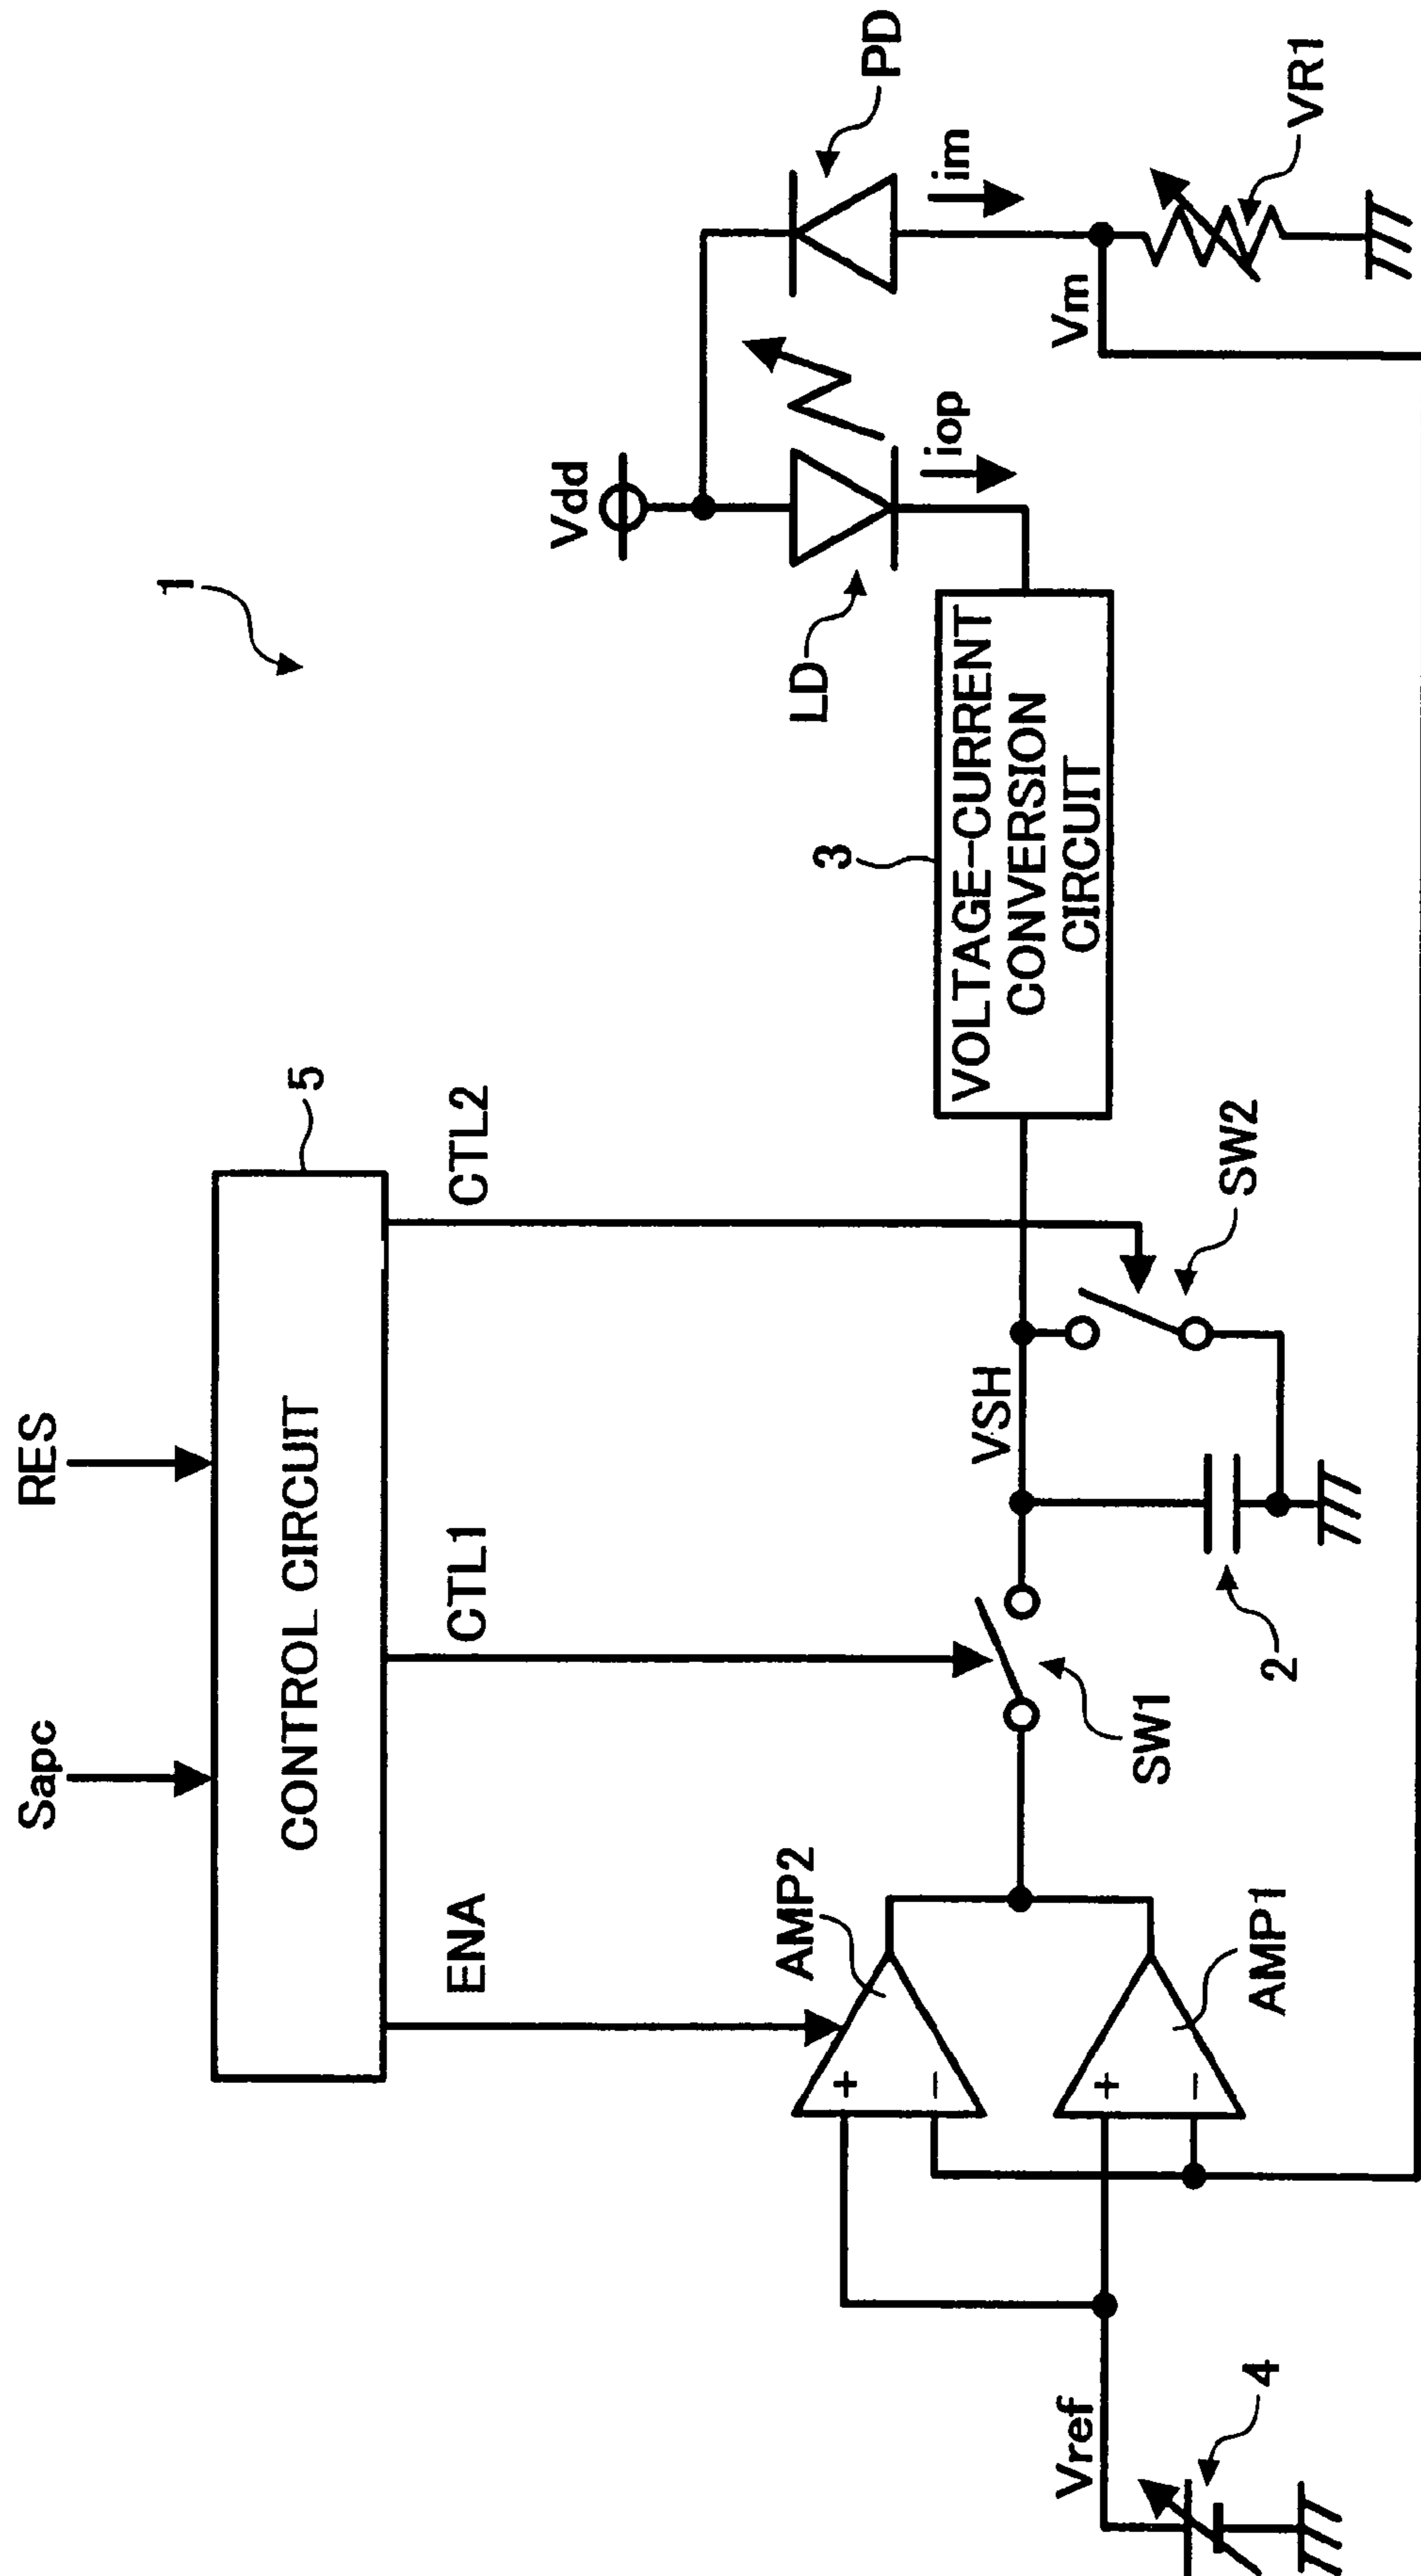 1
Sapc
RES
CONTROL CIRCUIT
5
ENA
CTL1
CTL2
Vdd
PD
LD
iop
im
AMP2
+
−
AMP1
+
−
VSH
3
VOLTAGE-CURRENT
CONVERSION
CIRCUIT
Vref
4
SW1
2
SW2
Vm
VR1